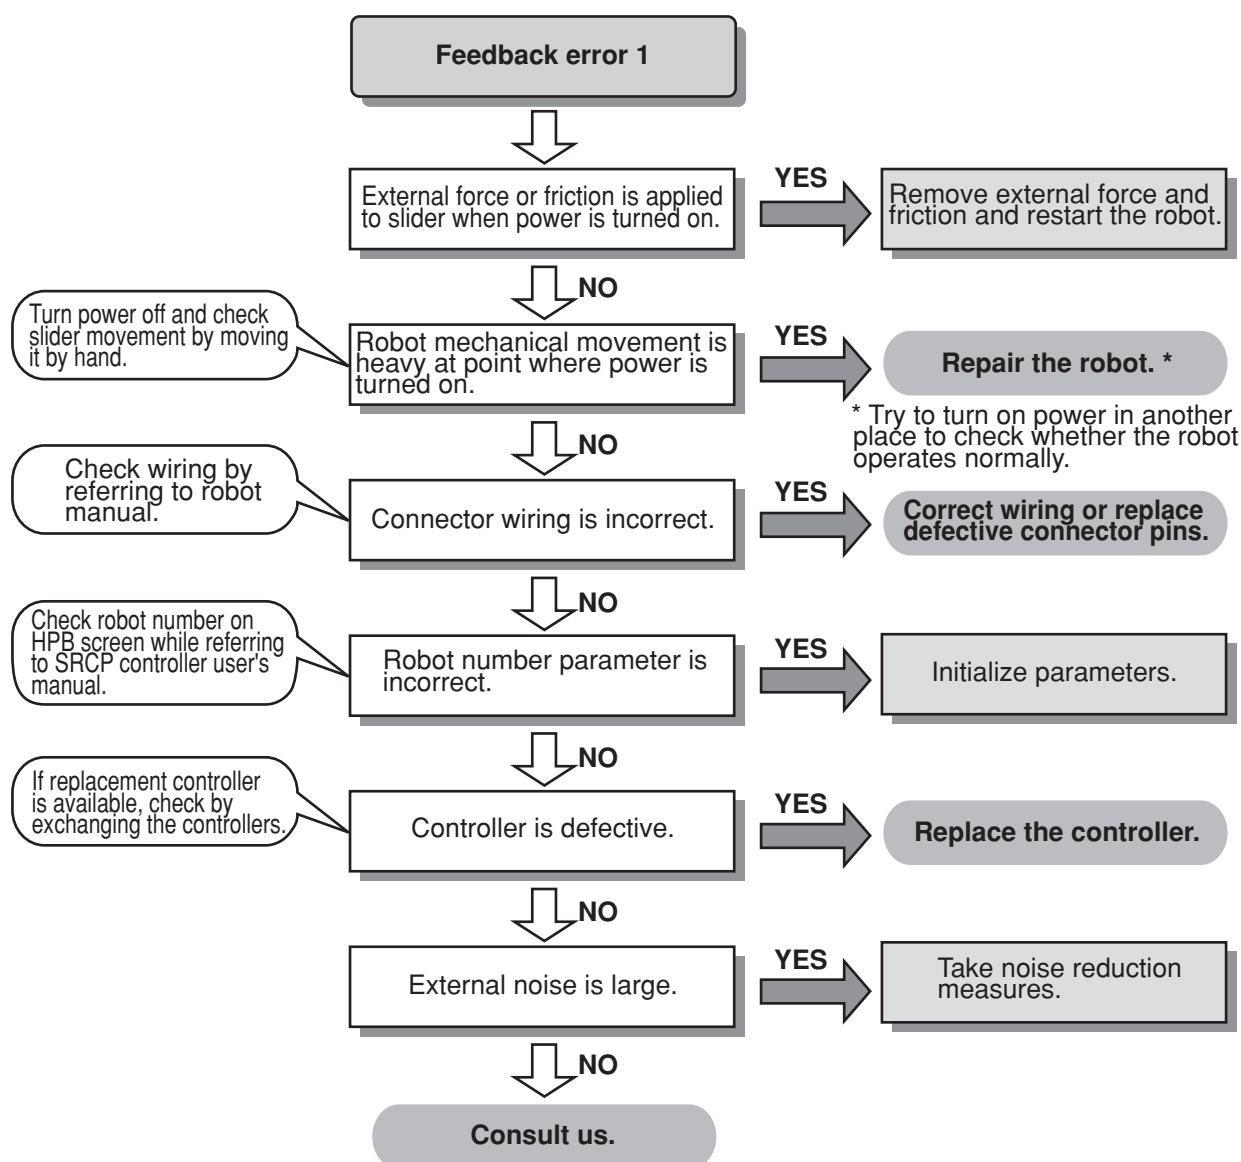 Feedback error 1
External force or friction is applied
to slider when power is turned on.
YES
Remove external force and
friction and restart the robot.
NO
Turn power off and check
slider movement by moving
it by hand.
Robot mechanical movement is
heavy at point where power is
turned on.
YES
Repair the robot. *
* Try to turn on power in another
place to check whether the robot
operates normally.
NO
Check wiring by
referring to robot
manual.
Connector wiring is incorrect.
YES
Correct wiring or replace
defective connector pins.
NO
Check robot number on
HPB screen while referring
to SRCP controller user's
manual.
Robot number parameter is
incorrect.
YES
Initialize parameters.
NO
If replacement controller
is available, check by
exchanging the controllers.
Controller is defective.
YES
Replace the controller.
NO
External noise is large.
YES
Take noise reduction
measures.
NO
Consult us.